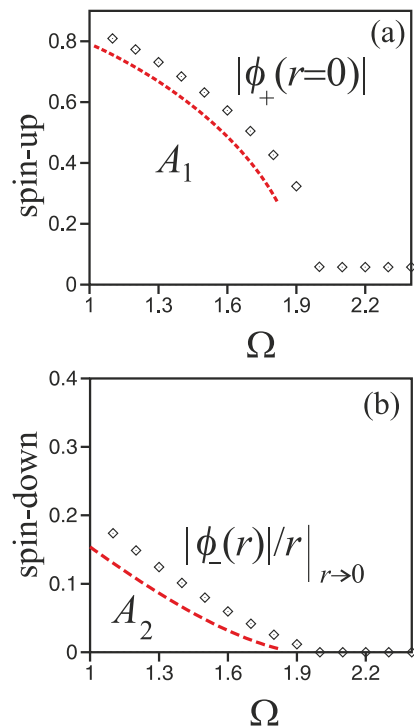 (a)
0.8
0.6
0.4
0.2
0
spin-up
|ϕ₊(r=0)|
A₁
1 1.3 1.6 1.9 2.2
Ω
(b)
0.4
0.3
0.2
0.1
0
spin-down
|ϕ₋(r)|/r|ᵣ→₀
A₂
1 1.3 1.6 1.9 2.2
Ω